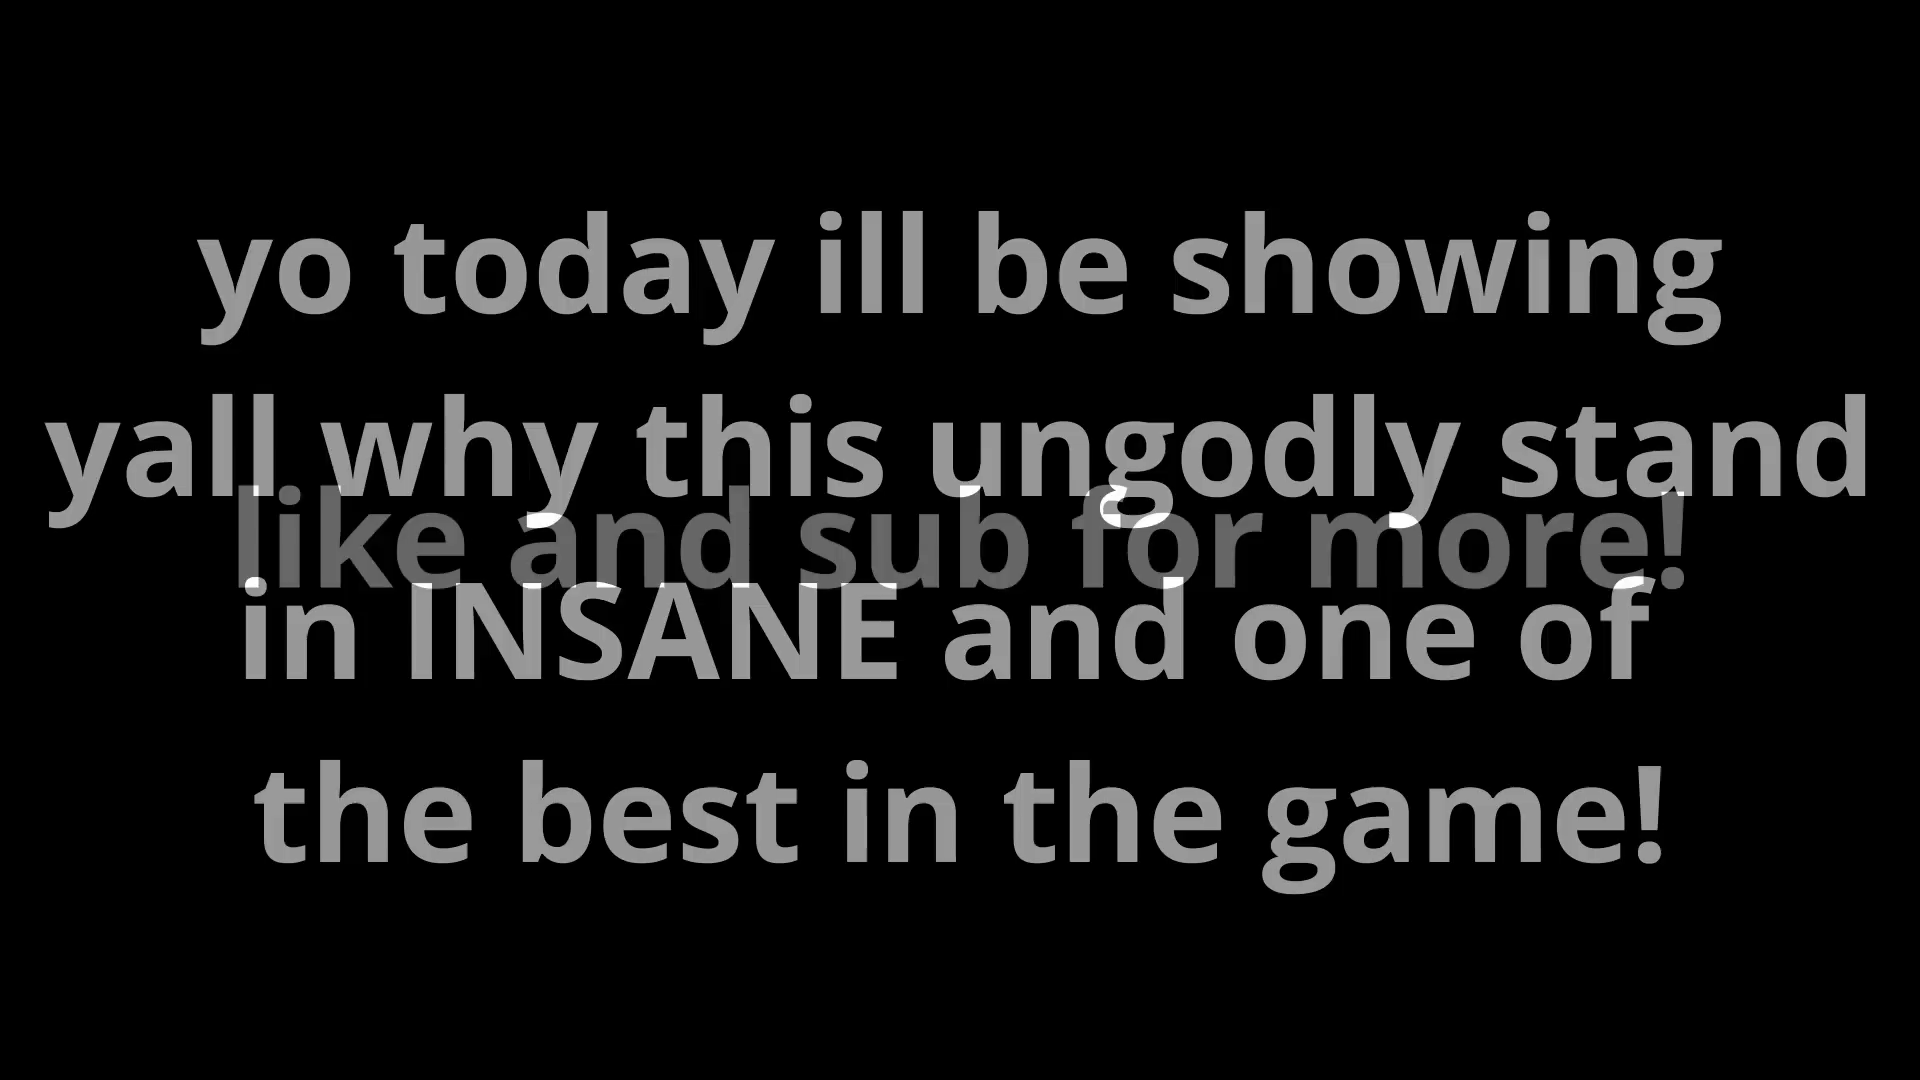 yo today ill be showing
yall why this ungodly stand
like and sub for more!
in INSANE and one of
the best in the game!